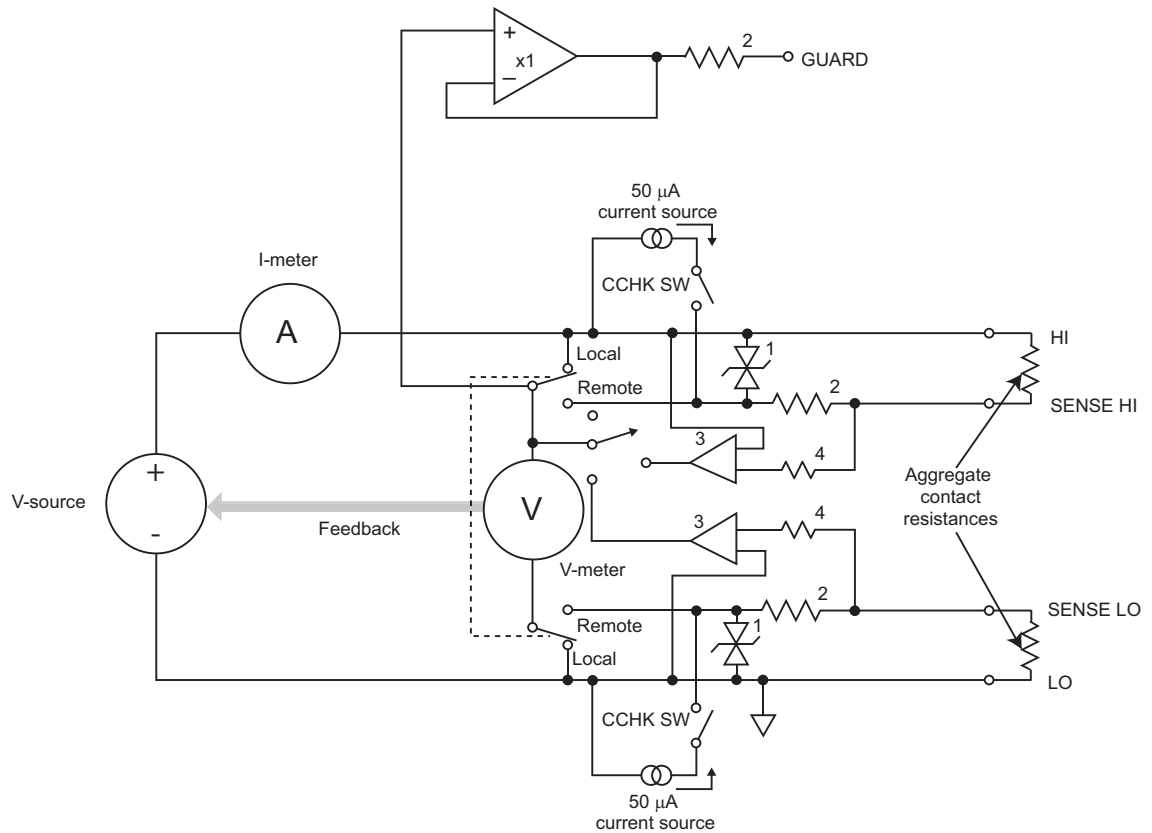 2
+
x1
–
GUARD
50 µA
current source
CCHK SW
I-meter
A
HI
Local
1
Remote
2
SENSE HI
3
4
Aggregate
contact
resistances
+
V-source
-
Feedback
V
3
4
V-meter
2
SENSE LO
Remote
1
Local
LO
CCHK SW
50 µA
current source